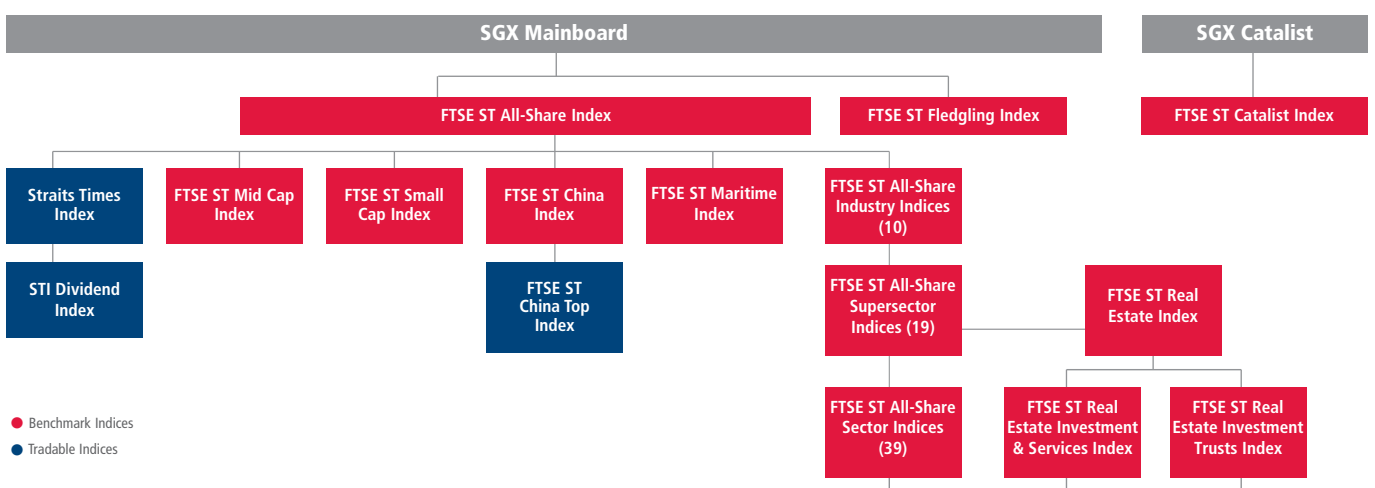 SGX Mainboard
SGX Catalist
FTSE ST All-Share Index
FTSE ST Fledgling Index
FTSE ST Catalist Index
Straits Times
Index
FTSE ST Mid Cap
Index
FTSE ST Small
Cap Index
FTSE ST China
Index
FTSE ST Maritime
Index
FTSE ST All-Share
Industry Indices
(10)
STI Dividend
Index
FTSE ST
China Top
Index
FTSE ST All-Share
Supersector
Indices (19)
FTSE ST Real
Estate Index
FTSE ST All-Share
Sector Indices
(39)
FTSE ST Real
Estate Investment
& Services Index
FTSE ST Real
Estate Investment
Trusts Index
Benchmark Indices
Tradable Indices